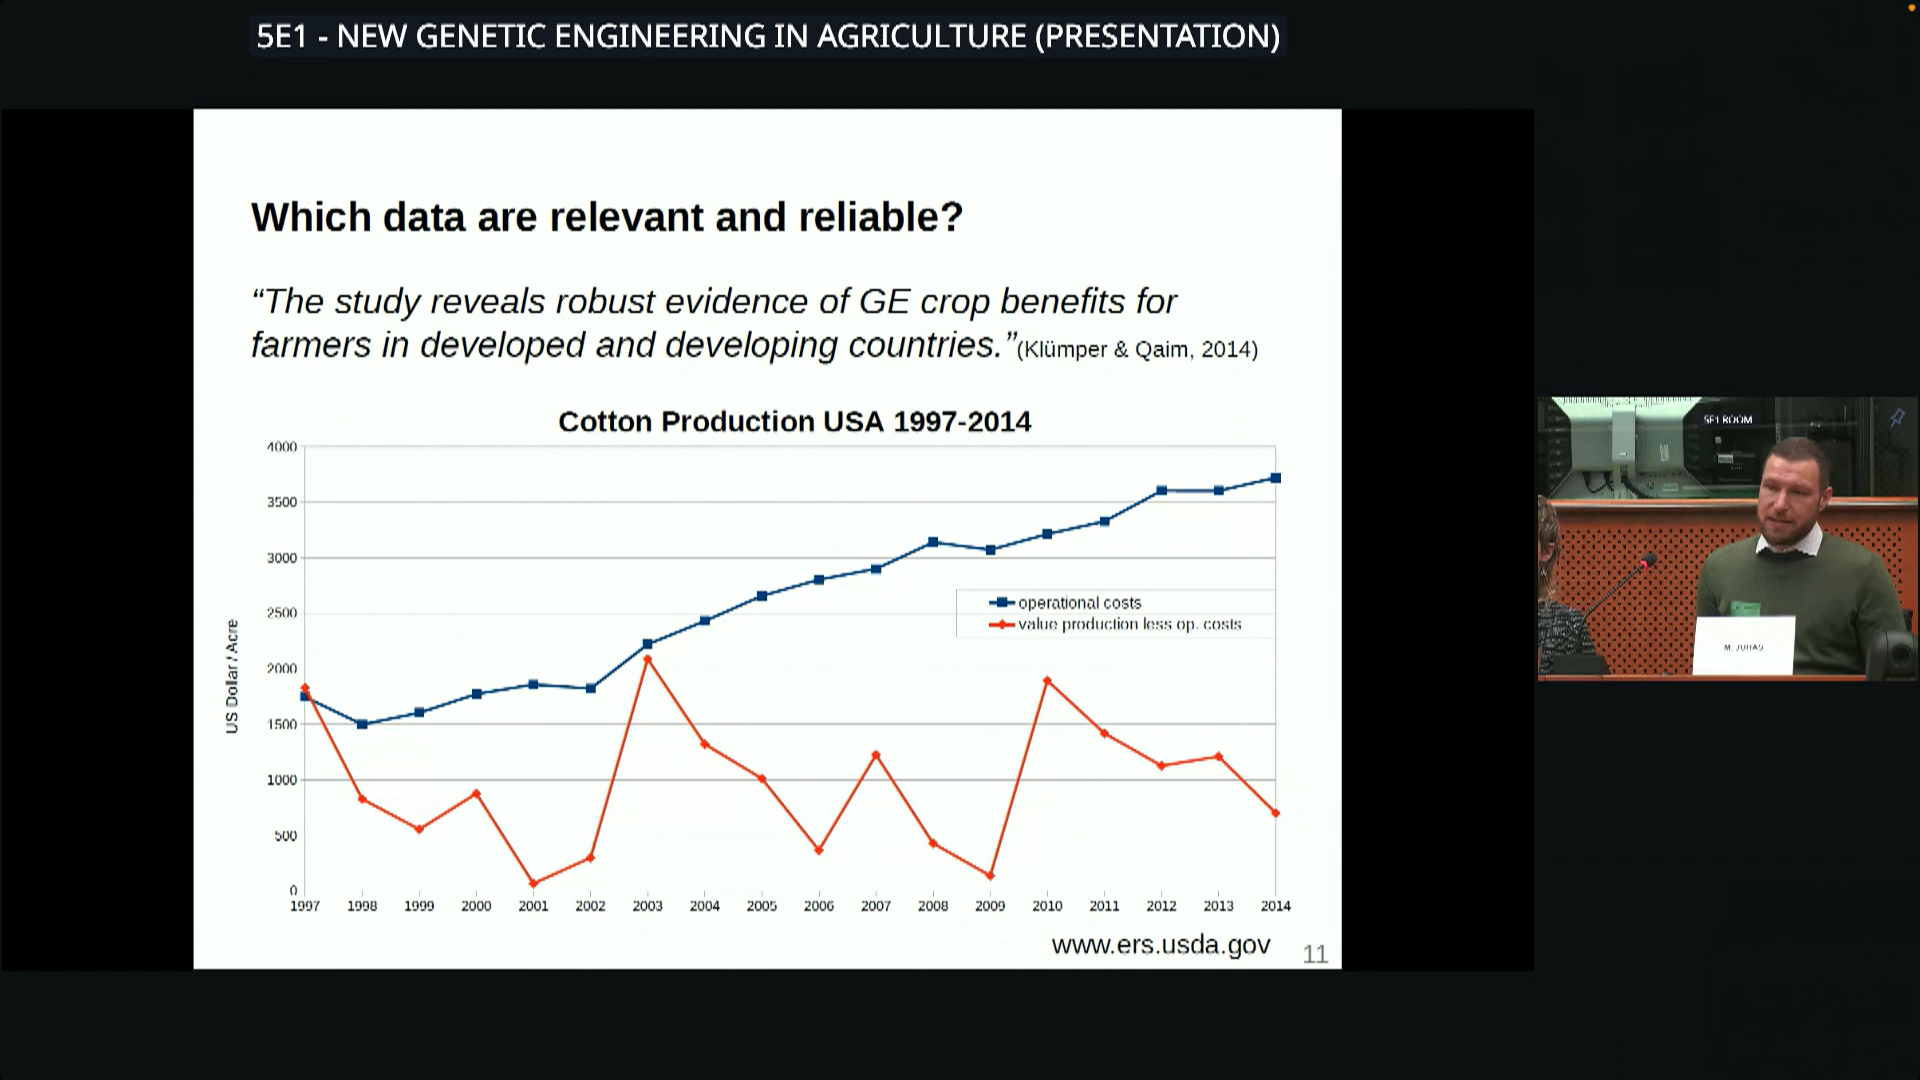 5E1 - NEW GENETIC ENGINEERING IN AGRICULTURE (PRESENTATION)
Which data are relevant and reliable?
“The study reveals robust evidence of GE crop benefits for
farmers in developed and developing countries.”(Klümper & Qaim, 2014)
Cotton Production USA 1997-2014
4000
3500
3000
2500
2000
1500
1000
500
0
US Dollar / Acre
operational costs
value production less op. costs
1997 1998 1999 2000 2001 2002 2003 2004 2005 2006 2007 2008 2009 2010 2011 2012 2013 2014
www.ers.usda.gov
11
5E1 ROOM
M.